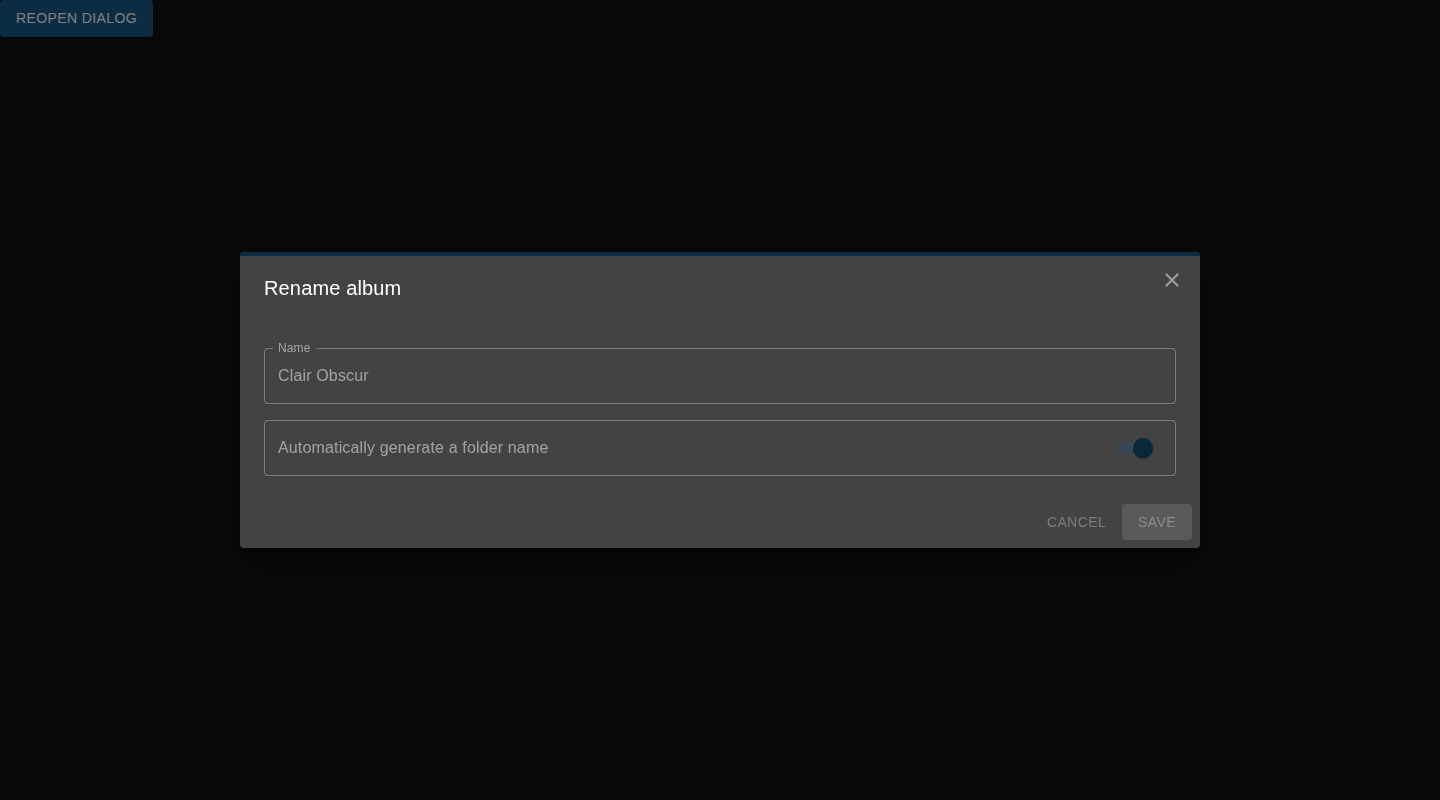 REOPEN DIALOG
Rename album
Name
Clair Obscur
Automatically generate a folder name
CANCEL
SAVE